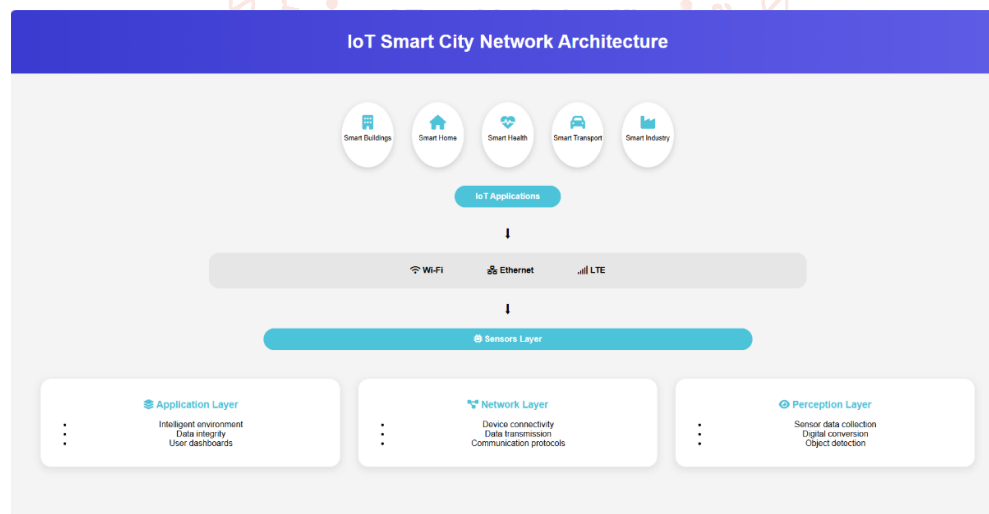 IoT Smart City Network Architecture
Smart Buildings
Smart Home
Smart Health
Smart Transport
Smart Industry
IoT Applications
Wi-Fi
Ethernet
LTE
Sensors Layer
Application Layer
• Intelligent environment
• Data integrity
• User dashboards
Network Layer
• Device connectivity
• Data transmission
• Communication protocols
Perception Layer
• Sensor data collection
• Digital conversion
• Object detection